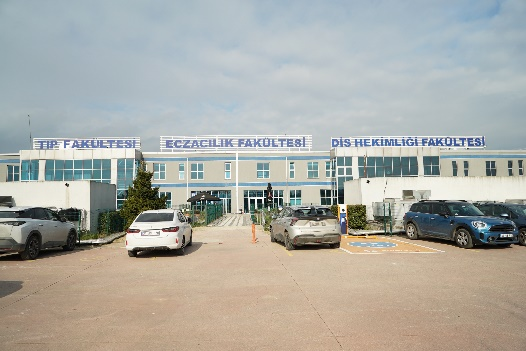 TIP FAKÜLTESİ
ECZACILIK FAKÜLTESİ
DİŞ HEKİMLİĞİ FAKÜLTESİ